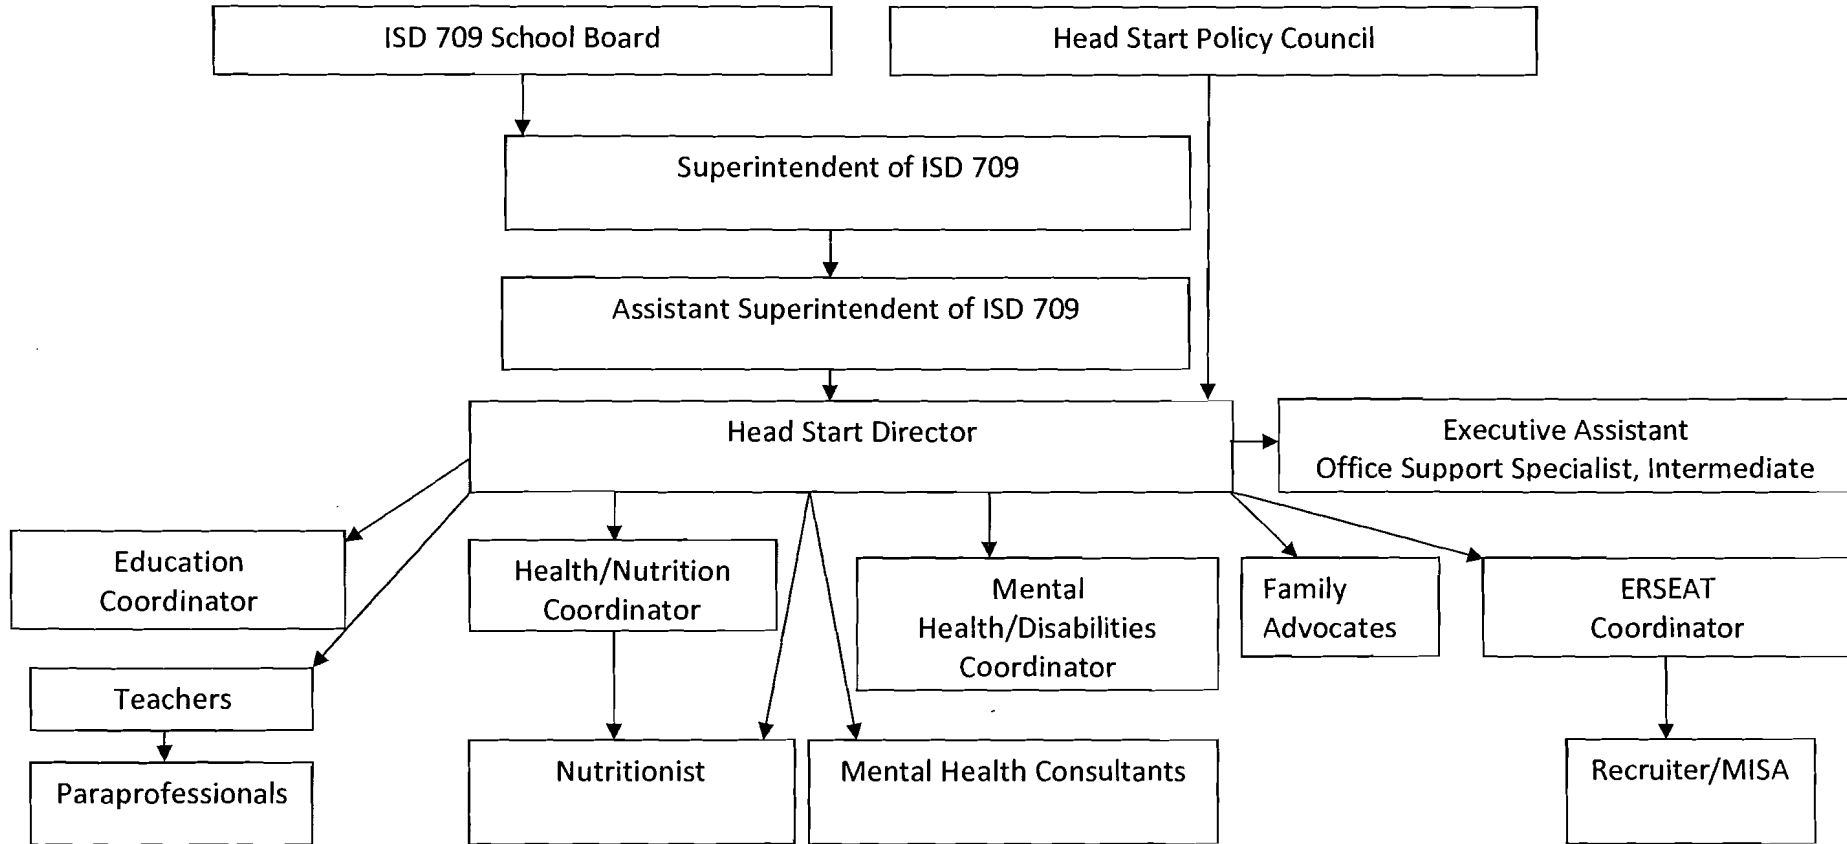 ISD 709 School Board
Head Start Policy Council
Superintendent of ISD 709
Assistant Superintendent of ISD 709
Head Start Director
Executive Assistant
Office Support Specialist, Intermediate
Education
Coordinator
Health/Nutrition
Coordinator
Mental
Health/Disabilities
Coordinator
Family
Advocates
ERSEAT
Coordinator
Teachers
Paraprofessionals
Nutritionist
Mental Health Consultants
Recruiter/MISA